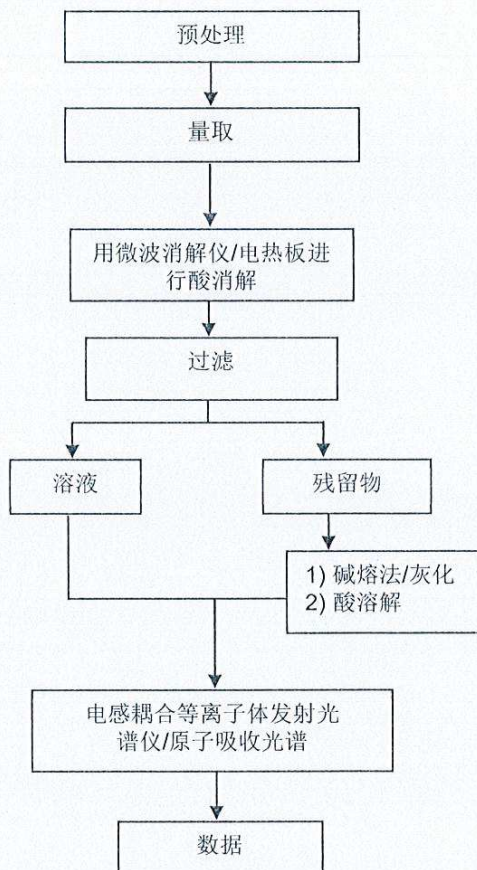 预处理
量取
用微波消解仪/电热板进
行酸消解
过滤
溶液
残留物
1) 碱熔法/灰化
2) 酸溶解
电感耦合等离子体发射光
谱仪/原子吸收光谱
数据